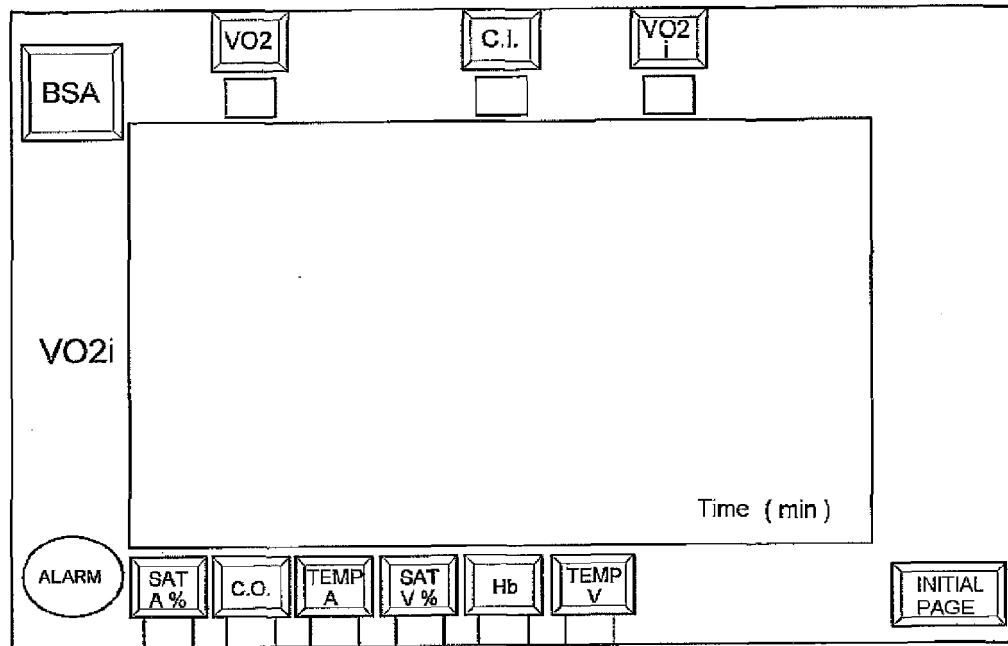 VO2
C.I.
VO2
i
BSA
VO2i
Time ( min )
ALARM
SAT
A %
C.O.
TEMP
A
SAT
V %
Hb
TEMP
V
INITIAL
PAGE